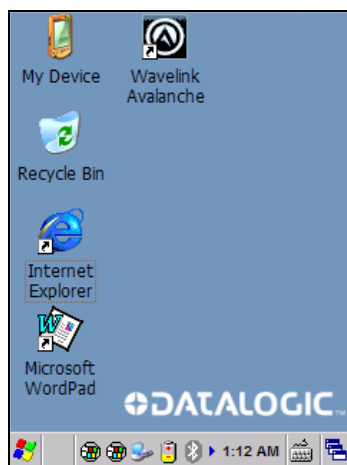 My Device
Wavelink
Avalanche
Recycle Bin
Internet
Explorer
Microsoft
WordPad
DATALOGIC
1:12 AM